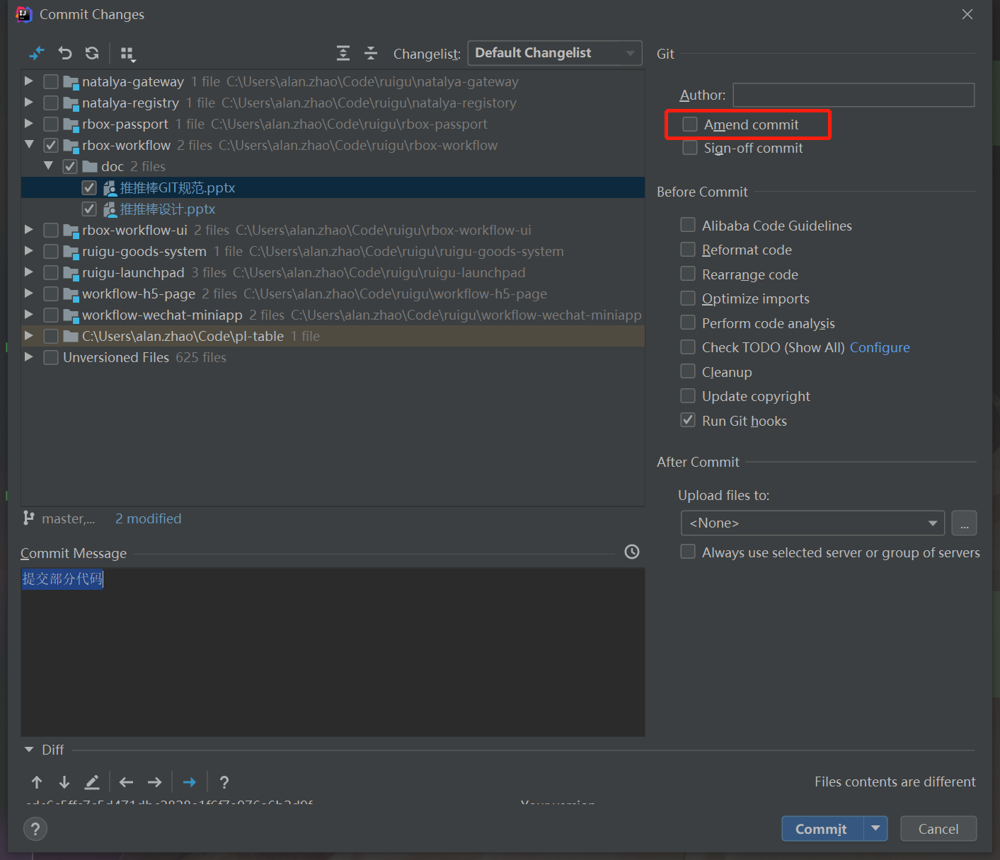 Commit Changes
Changelist: Default Changelist
natalya-gateway 1 file C:\Users\alan.zhao\Code\ruigu\natalya-gateway
natalya-registry 1 file C:\Users\alan.zhao\Code\ruigu\natalya-registory
rbox-passport 1 file C:\Users\alan.zhao\Code\ruigu\rbox-passport
rbox-workflow 2 files C:\Users\alan.zhao\Code\ruigu\rbox-workflow
doc 2 files
推推棒GIT规范.pptx
推推棒设计.pptx
rbox-workflow-ui 2 files C:\Users\alan.zhao\Code\ruigu\rbox-workflow-ui
ruigu-goods-system 1 file C:\Users\alan.zhao\Code\ruigu\ruigu-goods-system
ruigu-launchpad 3 files C:\Users\alan.zhao\Code\ruigu\ruigu-launchpad
workflow-h5-page 2 files C:\Users\alan.zhao\Code\ruigu\workflow-h5-page
workflow-wechat-miniapp 2 files C:\Users\alan.zhao\Code\ruigu\workflow-wechat-miniapp
C:\Users\alan.zhao\Code\pl-table 1 file
Unversioned Files 625 files
master,... 2 modified
Commit Message
提交部分代码
Git
Author:
Amend commit
Sign-off commit
Before Commit
Alibaba Code Guidelines
Reformat code
Rearrange code
Optimize imports
Perform code analysis
Check TODO (Show All) Configure
Cleanup
Update copyright
Run Git hooks
After Commit
Upload files to:
<None>
...
Always use selected server or group of servers
Diff
?
Files contents are different
Your version
?
Commit
Cancel